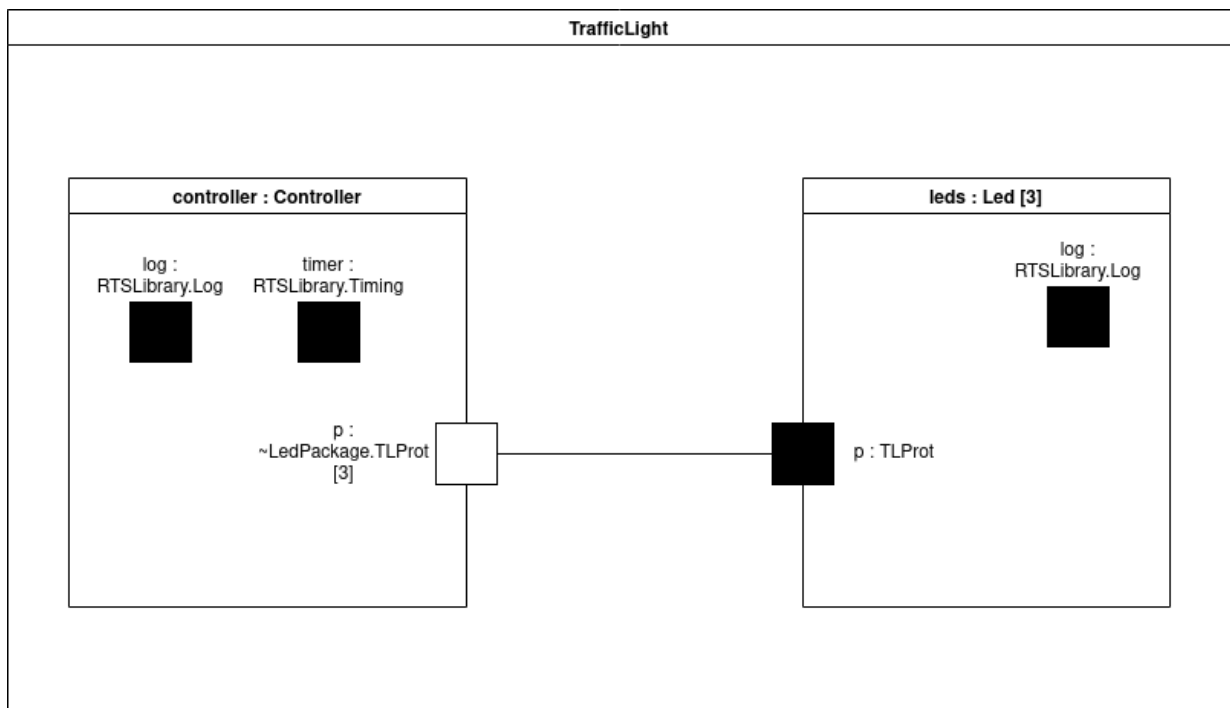 TrafficLight
controller : Controller
log :
RTSLibrary.Log
timer :
RTSLibrary.Timing
p :
~LedPackage.TLProt
[3]
leds : Led [3]
log :
RTSLibrary.Log
p : TLProt